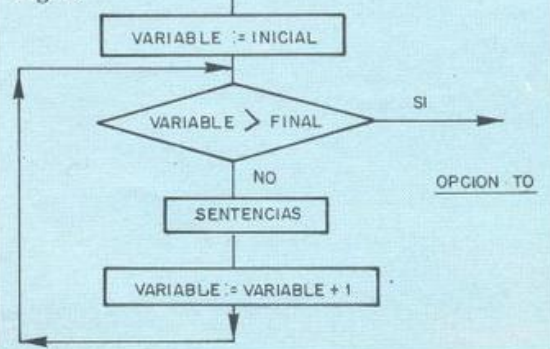 VARIABLE := INICIAL
VARIABLE > FINAL
SI
NO
OPCION TO
SENTENCIAS
VARIABLE := VARIABLE + 1